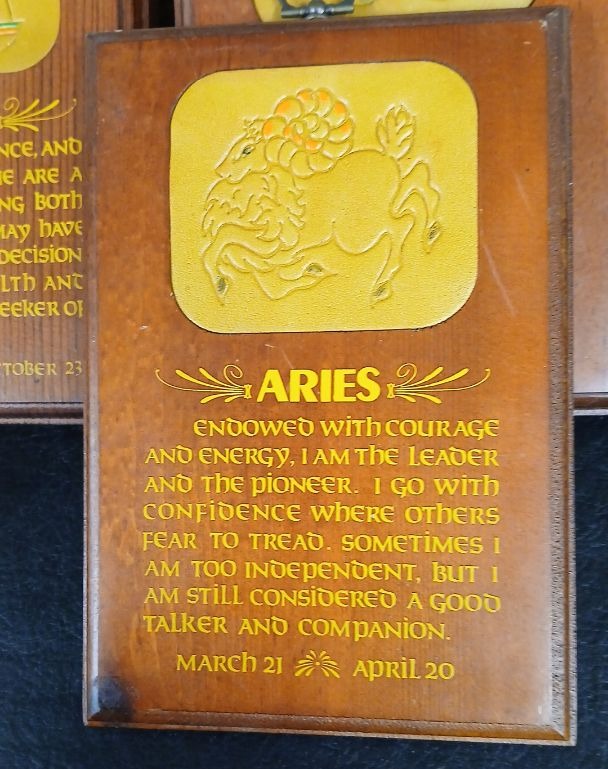 NCE, AND
E ARE A
NG BOTH
MAY HAVE
DECISION
LTH AND
EEKER OF
TOBER 23
ARIES
ENDOWED WITH COURAGE
AND ENERGY, I AM THE LEADER
AND THE PIONEER. I GO WITH
CONFIDENCE WHERE OTHERS
FEAR TO TREAD. SOMETIMES I
AM TOO INDEPENDENT, BUT I
AM STILL CONSIDERED A GOOD
TALKER AND COMPANION.
MARCH 21 APRIL 20